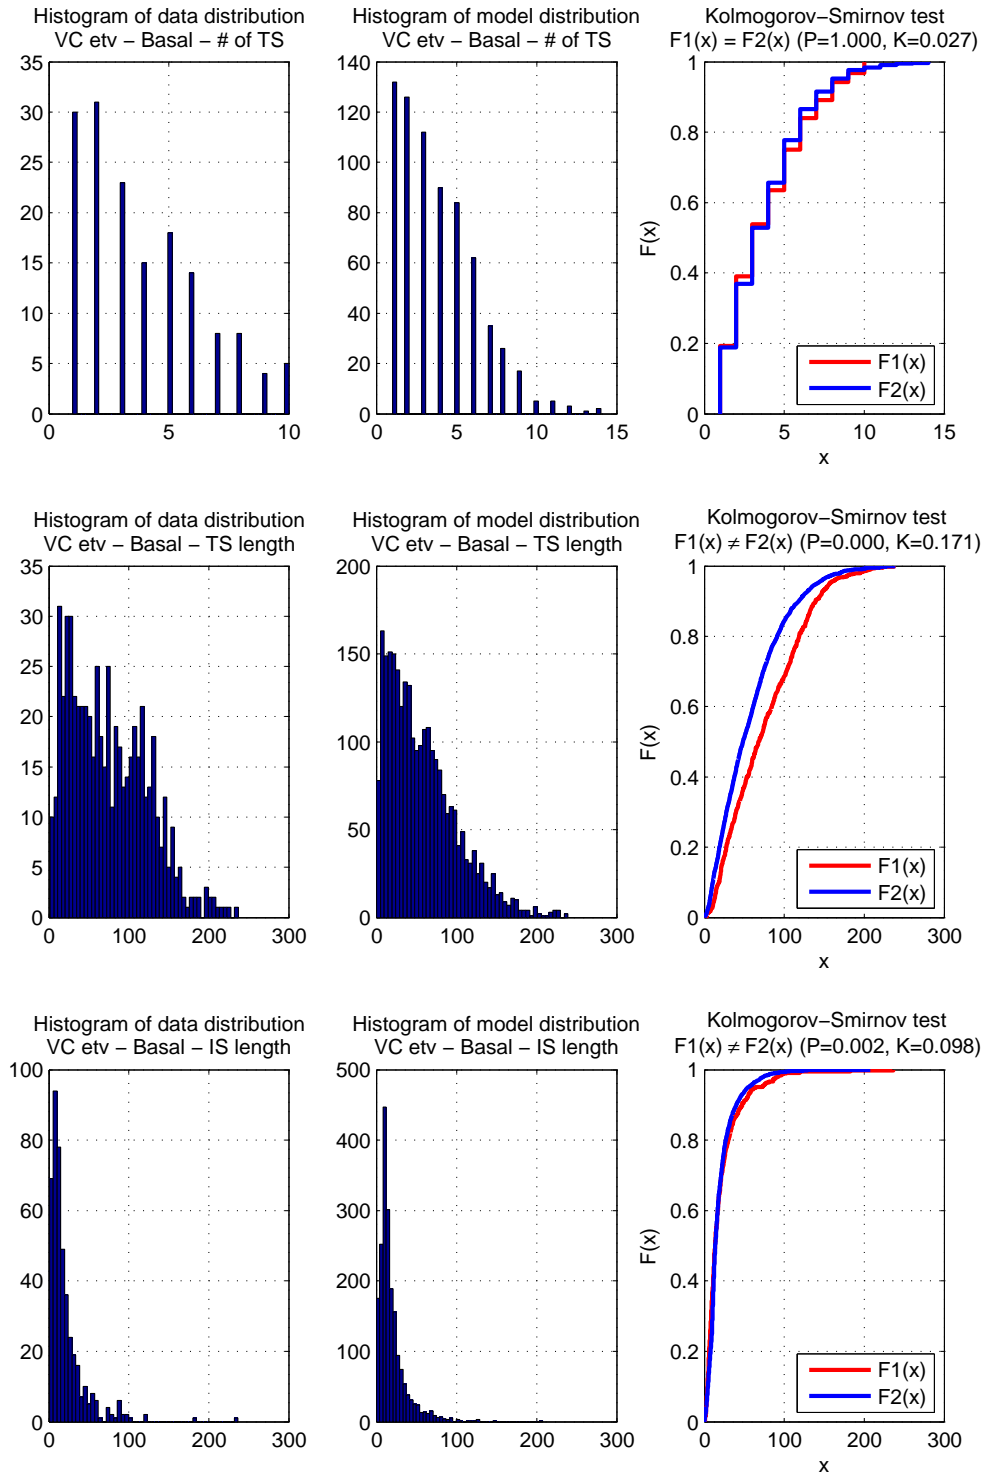 Histogram of data distribution
VC etv − Basal − # of TS
35
30
25
20
15
10
5
0
0 5 10
Histogram of model distribution
VC etv − Basal − # of TS
140
120
100
80
60
40
20
0
0 5 10 15
Kolmogorov−Smirnov test
F1(x) = F2(x) (P=1.000, K=0.027)
1
0.8
0.6
0.4
0.2
0
F(x)
F1(x)
F2(x)
0 5 10 15
x
Histogram of data distribution
VC etv − Basal − TS length
35
30
25
20
15
10
5
0
0 100 200 300
Histogram of model distribution
VC etv − Basal − TS length
200
150
100
50
0
0 100 200 300
Kolmogorov−Smirnov test
F1(x) ≠ F2(x) (P=0.000, K=0.171)
1
0.8
0.6
0.4
0.2
0
F(x)
F1(x)
F2(x)
0 100 200 300
x
Histogram of data distribution
VC etv − Basal − IS length
100
80
60
40
20
0
0 100 200 300
Histogram of model distribution
VC etv − Basal − IS length
500
400
300
200
100
0
0 100 200 300
Kolmogorov−Smirnov test
F1(x) ≠ F2(x) (P=0.002, K=0.098)
1
0.8
0.6
0.4
0.2
0
F(x)
F1(x)
F2(x)
0 100 200 300
x